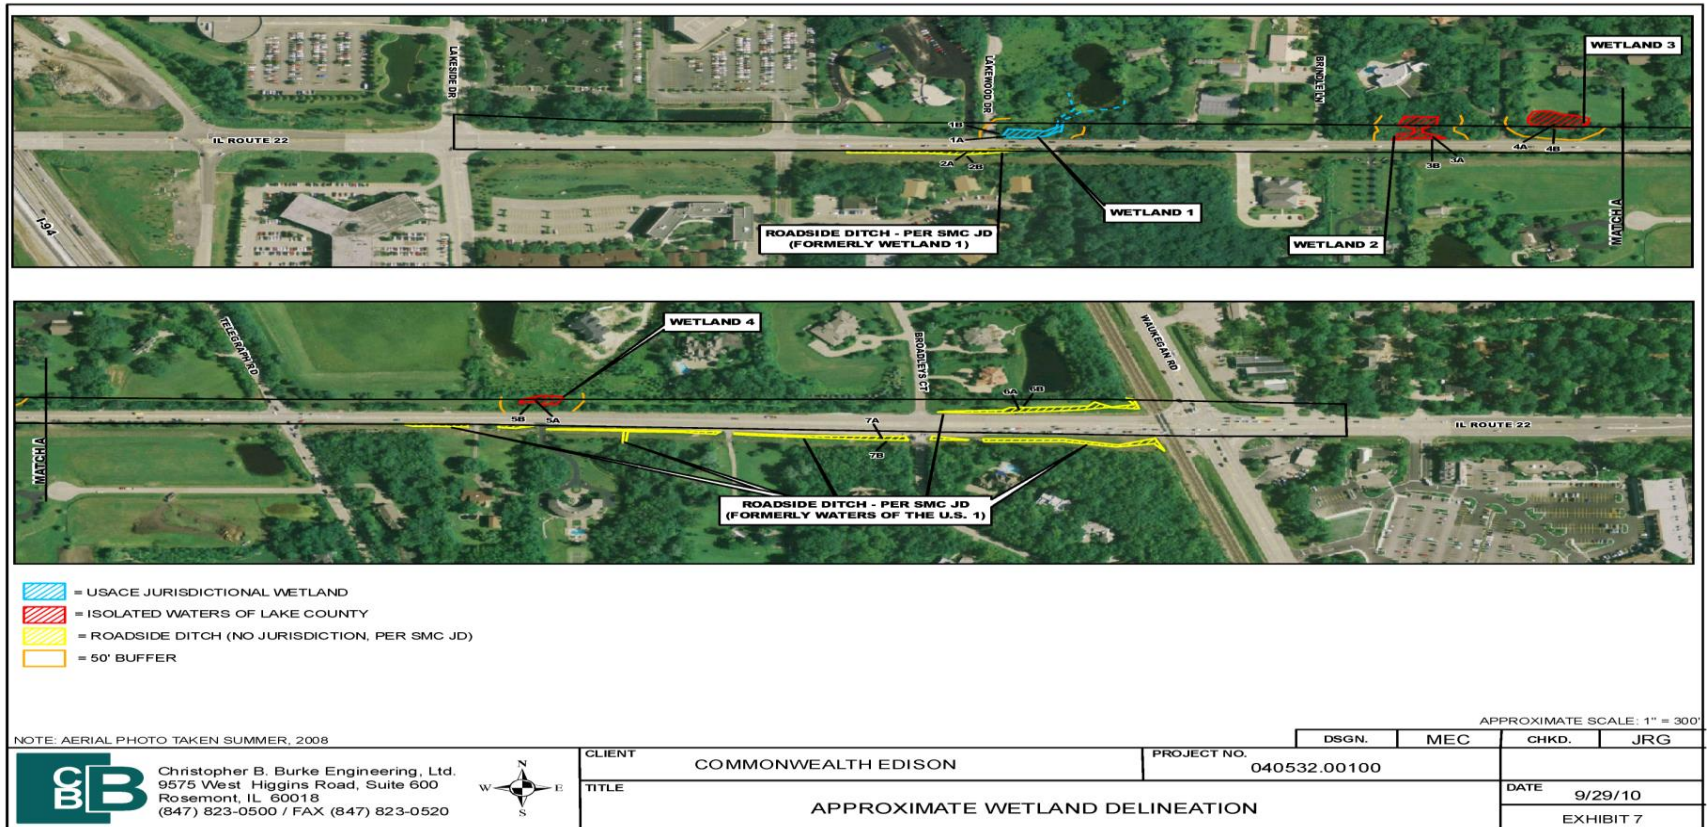 WETLAND 3
LAKESIDE DR
LAKEWOOD DR
BRINDLE LN
IL ROUTE 22
1B
1A
2A
2B
3B
3A
4A
4B
I-94
WETLAND 1
ROADSIDE DITCH - PER SMC JD
(FORMERLY WETLAND 1)
WETLAND 2
MATCH A
TELEGRAPH RD
WETLAND 4
BROADLEYS CT
WAUKEGAN RD
5B
5A
7A
7B
6A
6B
IL ROUTE 22
MATCH A
ROADSIDE DITCH - PER SMC JD
(FORMERLY WATERS OF THE U.S. 1)
= USACE JURISDICTIONAL WETLAND
= ISOLATED WATERS OF LAKE COUNTY
= ROADSIDE DITCH (NO JURISDICTION, PER SMC JD)
= 50' BUFFER
APPROXIMATE SCALE: 1" = 300'
NOTE: AERIAL PHOTO TAKEN SUMMER, 2008
DSGN.
MEC
CHKD.
JRG
CBB
Christopher B. Burke Engineering, Ltd.
9575 West Higgins Road, Suite 600
Rosemont, IL 60018
(847) 823-0500 / FAX (847) 823-0520
N
W
E
S
CLIENT
COMMONWEALTH EDISON
PROJECT NO.
040532.00100
TITLE
APPROXIMATE WETLAND DELINEATION
DATE
9/29/10
EXHIBIT 7